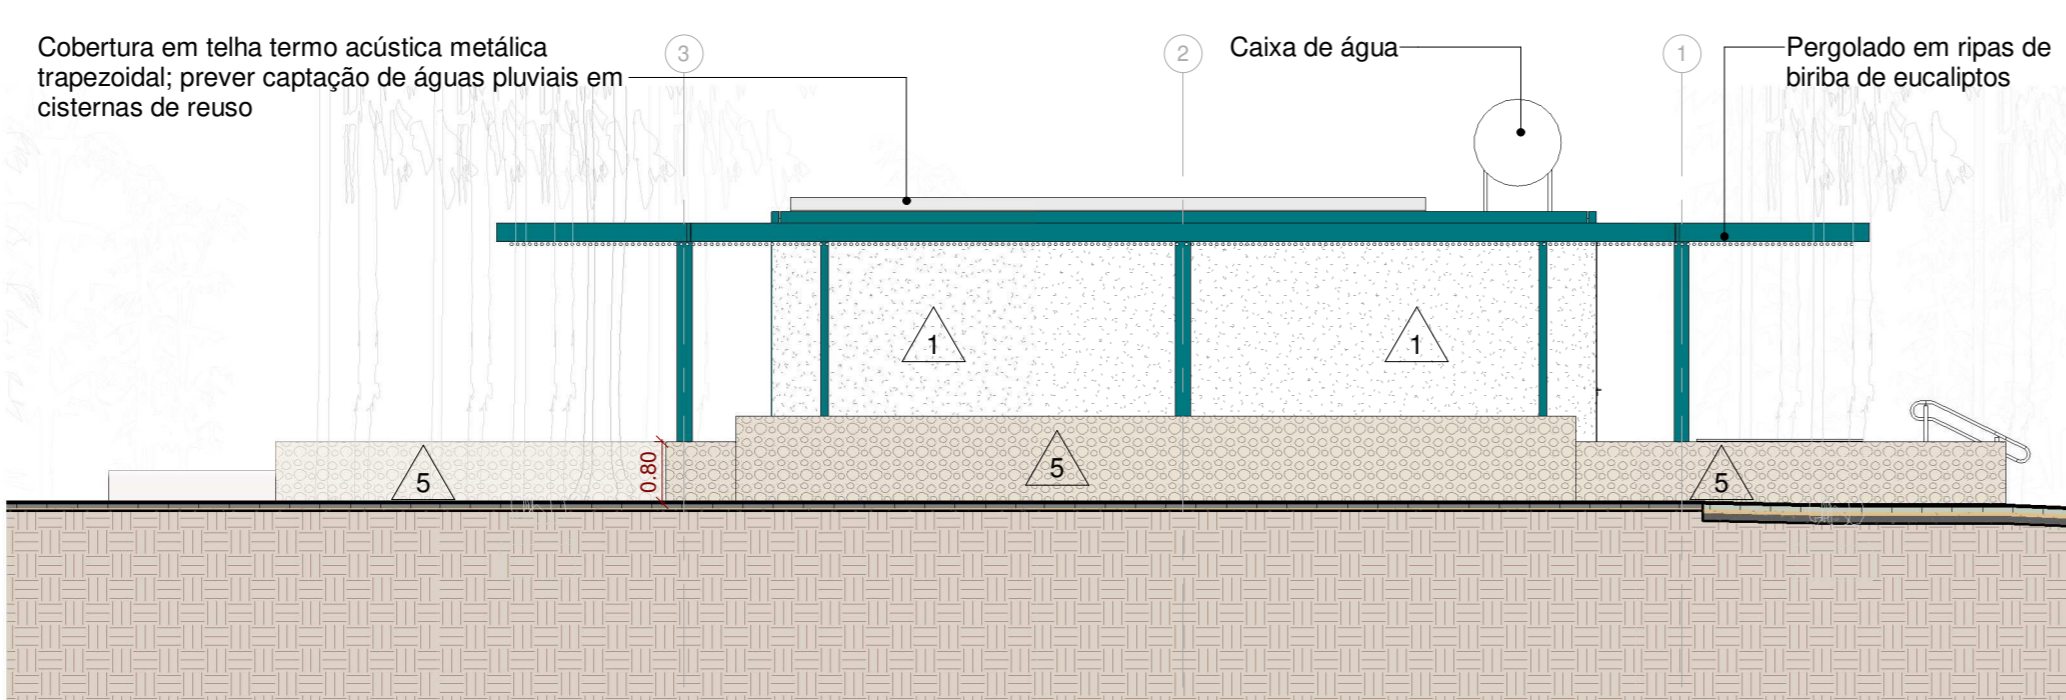 Cobertura em telha termo acústica metálica
trapezoidal; prever captação de águas pluviais em
cisternas de reuso
3
2
Caixa de água
1
Pergolado em ripas de
biriba de eucaliptos
1
1
0.80
5
5
5